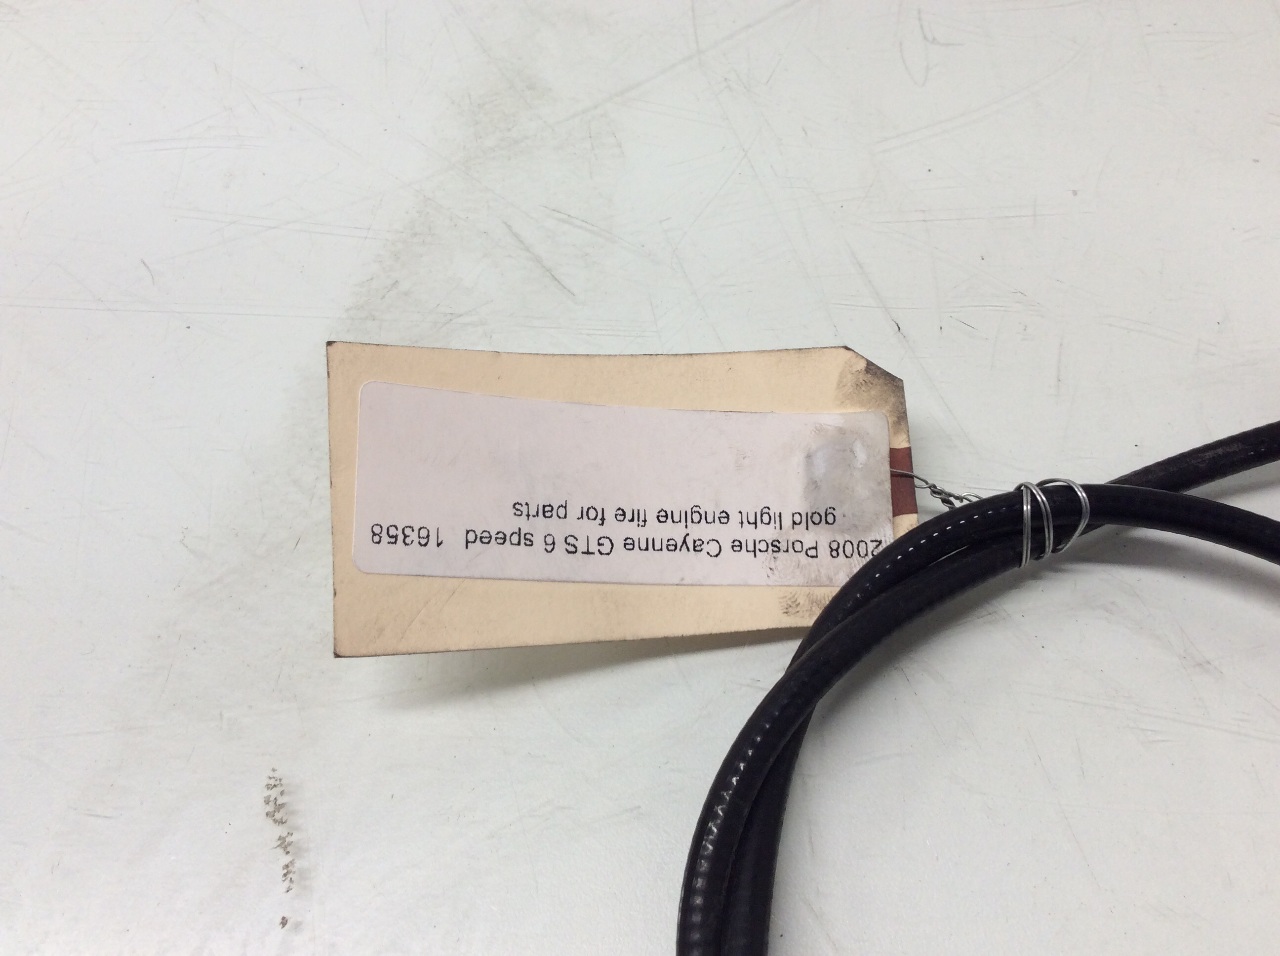 2008 Porsche Cayenne GTS 6 speed 16358
gold light engine fire for parts